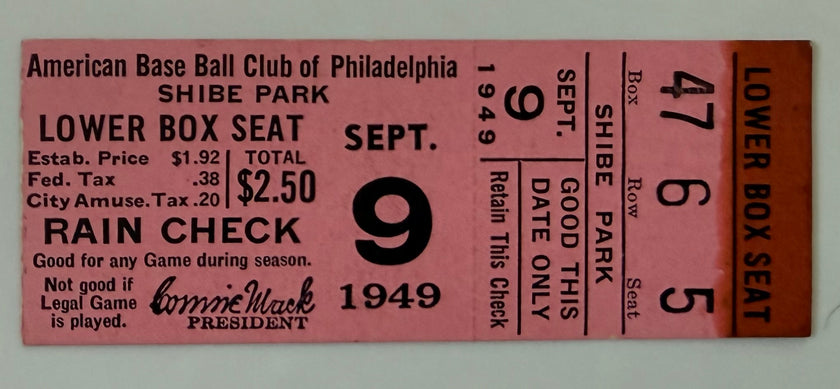 American Base Ball Club of Philadelphia
SHIBE PARK
LOWER BOX SEAT
Estab. Price $1.92
Fed. Tax .38
City Amuse. Tax .20
TOTAL
$2.50
RAIN CHECK
Good for any Game during season.
Not good if
Legal Game
is played.
Connie Mack
PRESIDENT
SEPT.
9
1949
SEPT.
9
1949
GOOD THIS
DATE ONLY
Retain This Check
SHIBE PARK
Box Row Seat
47 6 5
LOWER BOX SEAT